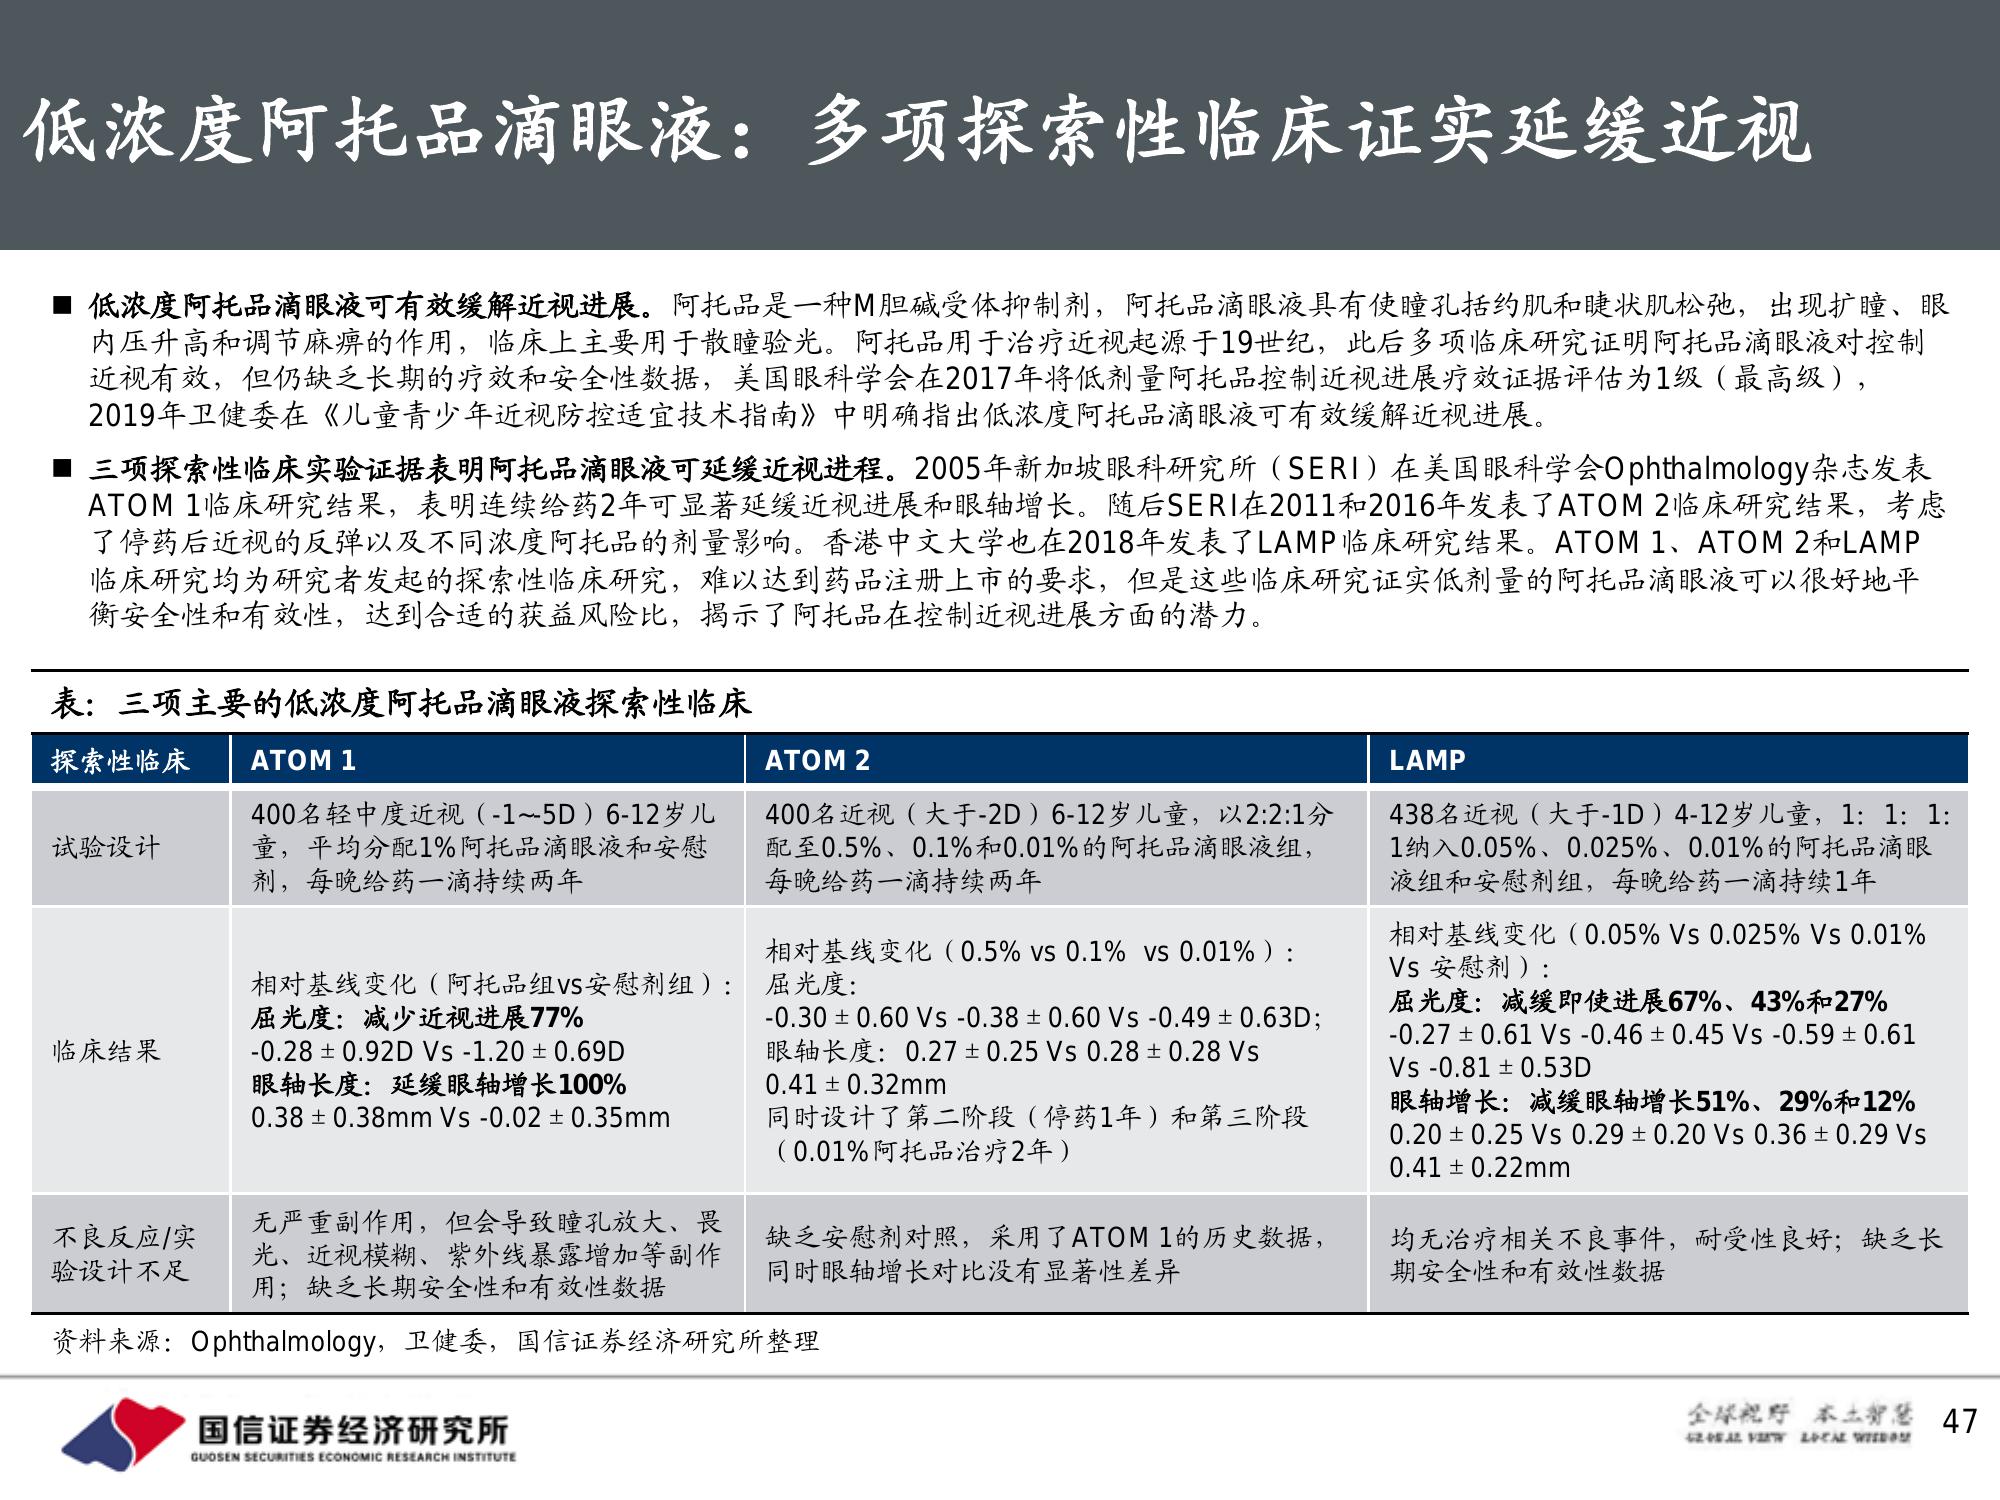 低浓度阿托品滴眼液：多项探索性临床证实延缓近视
■ 低浓度阿托品滴眼液可有效缓解近视进展。阿托品是一种M胆碱受体抑制剂，阿托品滴眼液具有使瞳孔括约肌和睫状肌松弛，出现扩瞳、眼
内压升高和调节麻痹的作用，临床上主要用于散瞳验光。阿托品用于治疗近视起源于19世纪，此后多项临床研究证明阿托品滴眼液对控制
近视有效，但仍缺乏长期的疗效和安全性数据，美国眼科学会在2017年将低剂量阿托品控制近视进展疗效证据评估为1级（最高级），
2019年卫健委在《儿童青少年近视防控适宜技术指南》中明确指出低浓度阿托品滴眼液可有效缓解近视进展。
■ 三项探索性临床实验证据表明阿托品滴眼液可延缓近视进程。2005年新加坡眼科研究所（SERI）在美国眼科学会Ophthalmology杂志发表
ATOM 1临床研究结果，表明连续给药2年可显著延缓近视进展和眼轴增长。随后SERI在2011和2016年发表了ATOM 2临床研究结果，考虑
了停药后近视的反弹以及不同浓度阿托品的剂量影响。香港中文大学也在2018年发表了LAMP临床研究结果。ATOM 1、ATOM 2和LAMP
临床研究均为研究者发起的探索性临床研究，难以达到药品注册上市的要求，但是这些临床研究证实低剂量的阿托品滴眼液可以很好地平
衡安全性和有效性，达到合适的获益风险比，揭示了阿托品在控制近视进展方面的潜力。
表：三项主要的低浓度阿托品滴眼液探索性临床
探索性临床 ATOM 1 ATOM 2 LAMP
试验设计
400名轻中度近视（-1~-5D）6-12岁儿
童，平均分配1%阿托品滴眼液和安慰
剂，每晚给药一滴持续两年
400名近视（大于-2D）6-12岁儿童，以2:2:1分
配至0.5%、0.1%和0.01%的阿托品滴眼液组，
每晚给药一滴持续两年
438名近视（大于-1D）4-12岁儿童，1：1：1：
1纳入0.05%、0.025%、0.01%的阿托品滴眼
液组和安慰剂组，每晚给药一滴持续1年
临床结果
相对基线变化（阿托品组vs安慰剂组）：
屈光度：减少近视进展77%
-0.28±0.92D Vs -1.20±0.69D
眼轴长度：延缓眼轴增长100%
0.38±0.38mm Vs -0.02±0.35mm
相对基线变化（0.5% vs 0.1% vs 0.01%）：
屈光度：
-0.30±0.60 Vs -0.38±0.60 Vs -0.49±0.63D；
眼轴长度：0.27±0.25 Vs 0.28±0.28 Vs
0.41±0.32mm
同时设计了第二阶段（停药1年）和第三阶段
（0.01%阿托品治疗2年）
相对基线变化（0.05% Vs 0.025% Vs 0.01%
Vs 安慰剂）：
屈光度：减缓即使进展67%、43%和27%
-0.27±0.61 Vs -0.46±0.45 Vs -0.59±0.61
Vs -0.81±0.53D
眼轴增长：减缓眼轴增长51%、29%和12%
0.20±0.25 Vs 0.29±0.20 Vs 0.36±0.29 Vs
0.41±0.22mm
不良反应/实
验设计不足
无严重副作用，但会导致瞳孔放大、畏
光、近视模糊、紫外线暴露增加等副作
用；缺乏长期安全性和有效性数据
缺乏安慰剂对照，采用了ATOM 1的历史数据，
同时眼轴增长对比没有显著性差异
均无治疗相关不良事件，耐受性良好；缺乏长
期安全性和有效性数据
资料来源：Ophthalmology，卫健委，国信证券经济研究所整理
国信证券经济研究所
GUOSEN SECURITIES ECONOMIC RESEARCH INSTITUTE
全球视野 本土智慧
GLOBAL VIEW LOCAL WISDOM
47